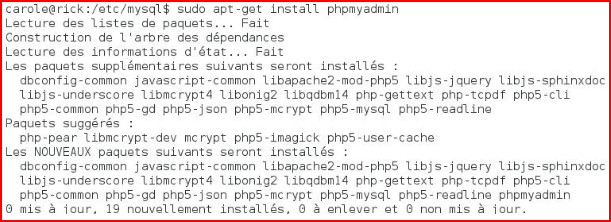 carole@rick:/etc/mysql$ sudo apt-get install phpmyadmin
Lecture des listes de paquets... Fait
Construction de l'arbre des dépendances
Lecture des informations d'état... Fait
Les paquets supplémentaires suivants seront installés :
dbconfig-common javascript-common libapache2-mod-php5 libjs-jquery libjs-sphinxdoc
libjs-underscore libmcrypt4 libonig2 libqdbm14 php-gettext php-tcpdf php5-cli
php5-common php5-gd php5-json php5-mcrypt php5-mysql php5-readline
Paquets suggérés :
php-pear libmcrypt-dev mcrypt php5-imagick php5-user-cache
Les NOUVEAUX paquets suivants seront installés :
dbconfig-common javascript-common libapache2-mod-php5 libjs-jquery libjs-sphinxdoc
libjs-underscore libmcrypt4 libonig2 libqdbm14 php-gettext php-tcpdf php5-cli
php5-common php5-gd php5-json php5-mcrypt php5-mysql php5-readline phpmyadmin
0 mis à jour, 19 nouvellement installés, 0 à enlever et 0 non mis à jour.